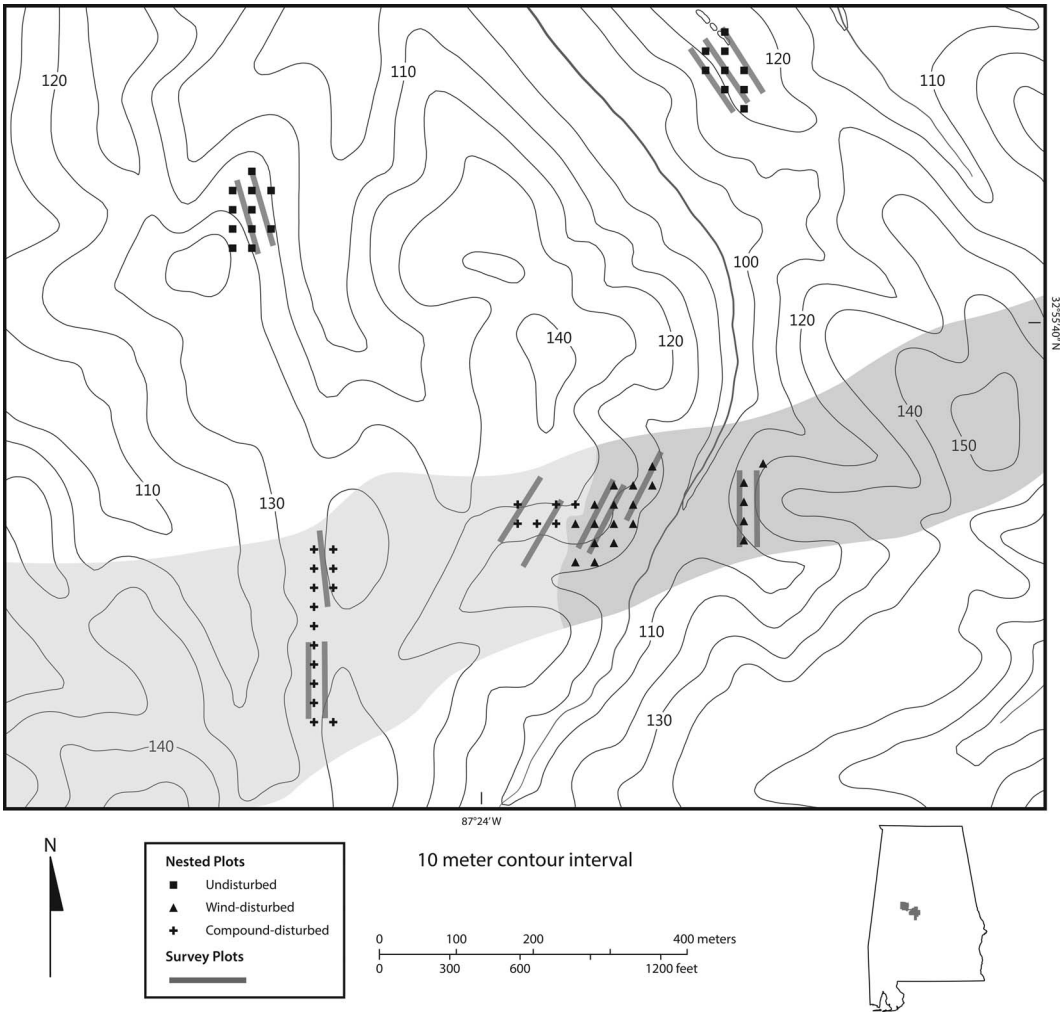 120
110
120
110
100
32°55'40"N
120
140
120
140
150
110
130
110
130
140
87°24'W
N
Nested Plots
Undisturbed
Wind-disturbed
Compound-disturbed
Survey Plots
10 meter contour interval
0 100 200 400 meters
0 300 600 1200 feet